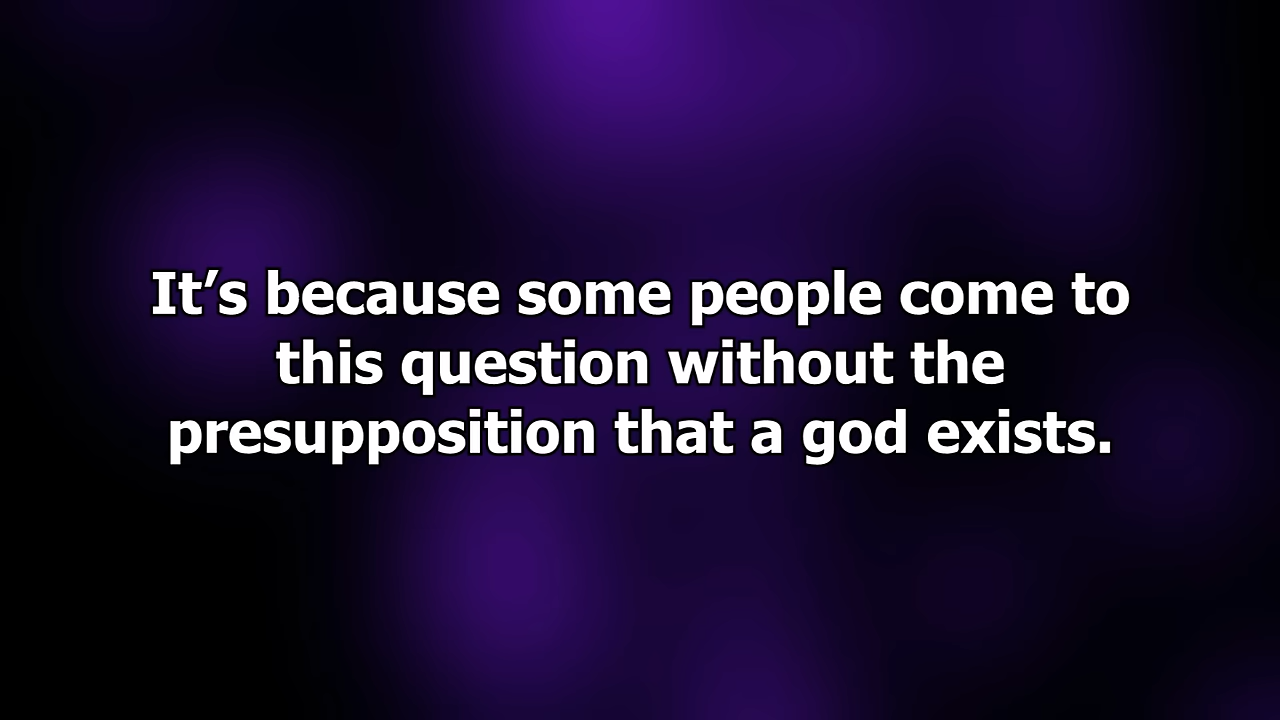 It’s because some people come to
this question without the
presupposition that a god exists.